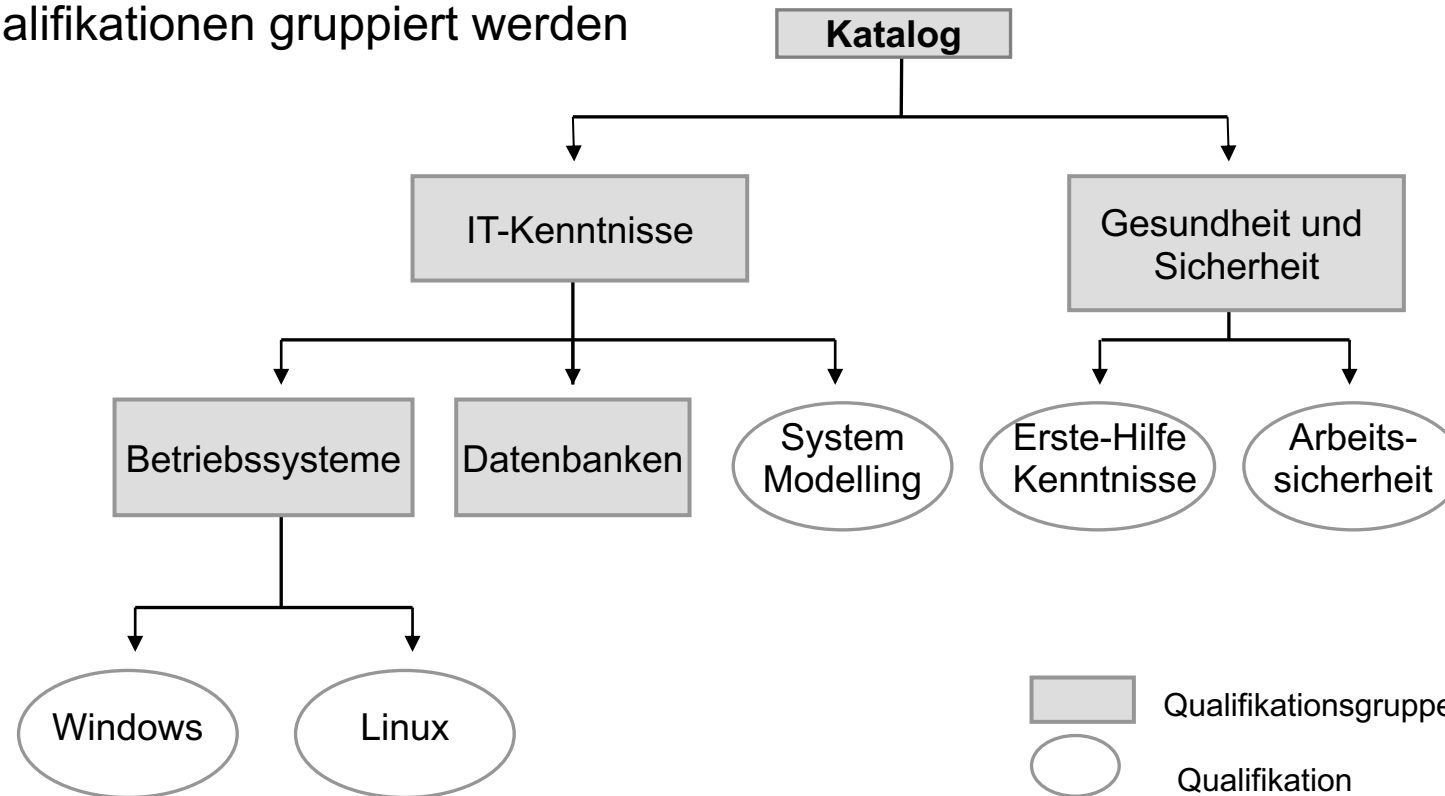 alifikationen gruppiert werden
Katalog
IT-Kenntnisse
Gesundheit und
Sicherheit
Betriebssysteme
Datenbanken
System
Modelling
Erste-Hilfe
Kenntnisse
Arbeits-
sicherheit
Windows
Linux
Qualifikationsgruppe
Qualifikation